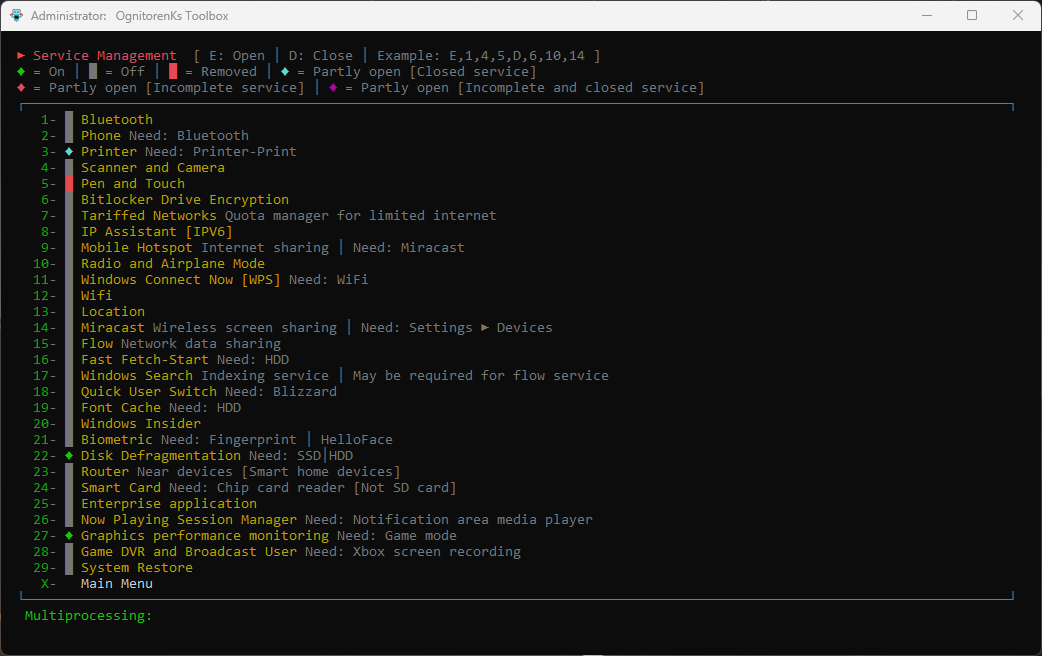 Administrator: OgnitorenKs Toolbox
► Service Management [ E: Open │ D: Close │ Example: E,1,4,5,D,6,10,14 ]
♦ = On │ █ = Off │ █ = Removed │ ♦ = Partly open [Closed service]
♦ = Partly open [Incomplete service] │ ♦ = Partly open [Incomplete and closed service]
1- Bluetooth
2- Phone Need: Bluetooth
3- ♦ Printer Need: Printer-Print
4- Scanner and Camera
5- Pen and Touch
6- Bitlocker Drive Encryption
7- Tariffed Networks Quota manager for limited internet
8- IP Assistant [IPV6]
9- Mobile Hotspot Internet sharing │ Need: Miracast
10- Radio and Airplane Mode
11- Windows Connect Now [WPS] Need: WiFi
12- Wifi
13- Location
14- Miracast Wireless screen sharing │ Need: Settings ► Devices
15- Flow Network data sharing
16- Fast Fetch-Start Need: HDD
17- Windows Search Indexing service │ May be required for flow service
18- Quick User Switch Need: Blizzard
19- Font Cache Need: HDD
20- Windows Insider
21- Biometric Need: Fingerprint │ HelloFace
22- ♦ Disk Defragmentation Need: SSD│HDD
23- Router Near devices [Smart home devices]
24- Smart Card Need: Chip card reader [Not SD card]
25- Enterprise application
26- Now Playing Session Manager Need: Notification area media player
27- ♦ Graphics performance monitoring Need: Game mode
28- Game DVR and Broadcast User Need: Xbox screen recording
29- System Restore
X- Main Menu
Multiprocessing: